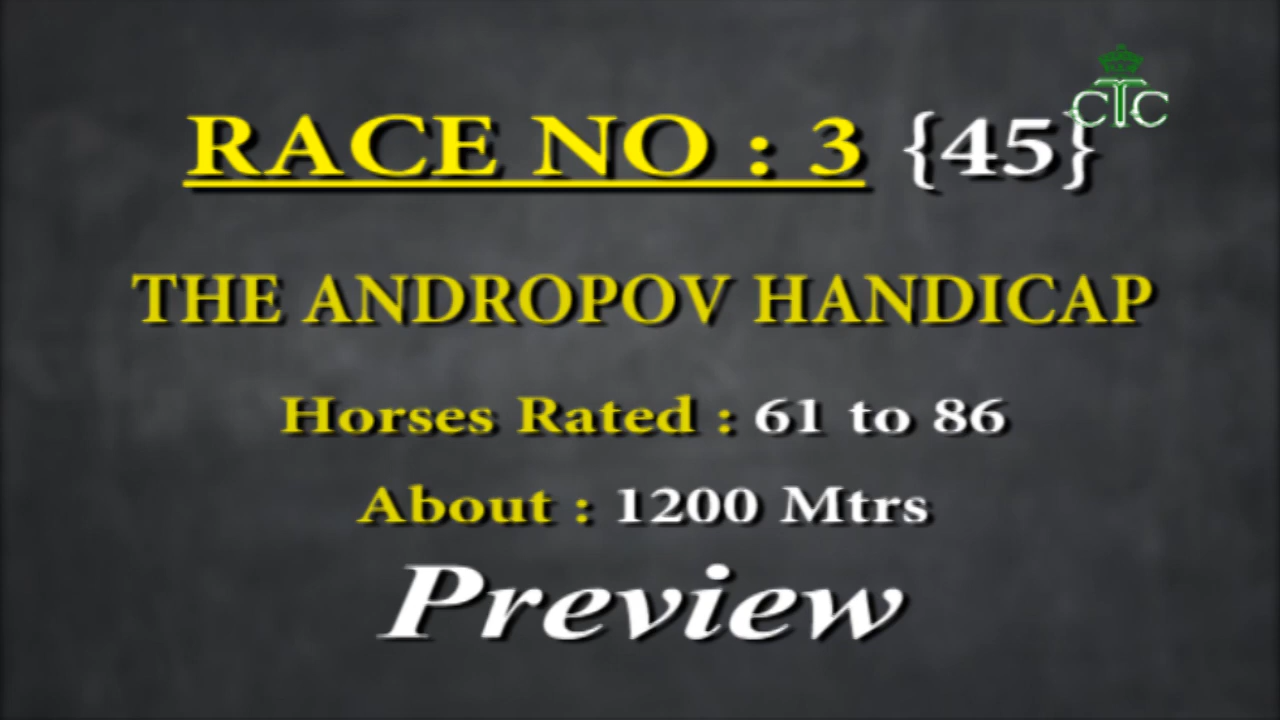 CTC
RACE NO : 3 {45}
THE ANDROPOV HANDICAP
Horses Rated : 61 to 86
About : 1200 Mtrs
Preview